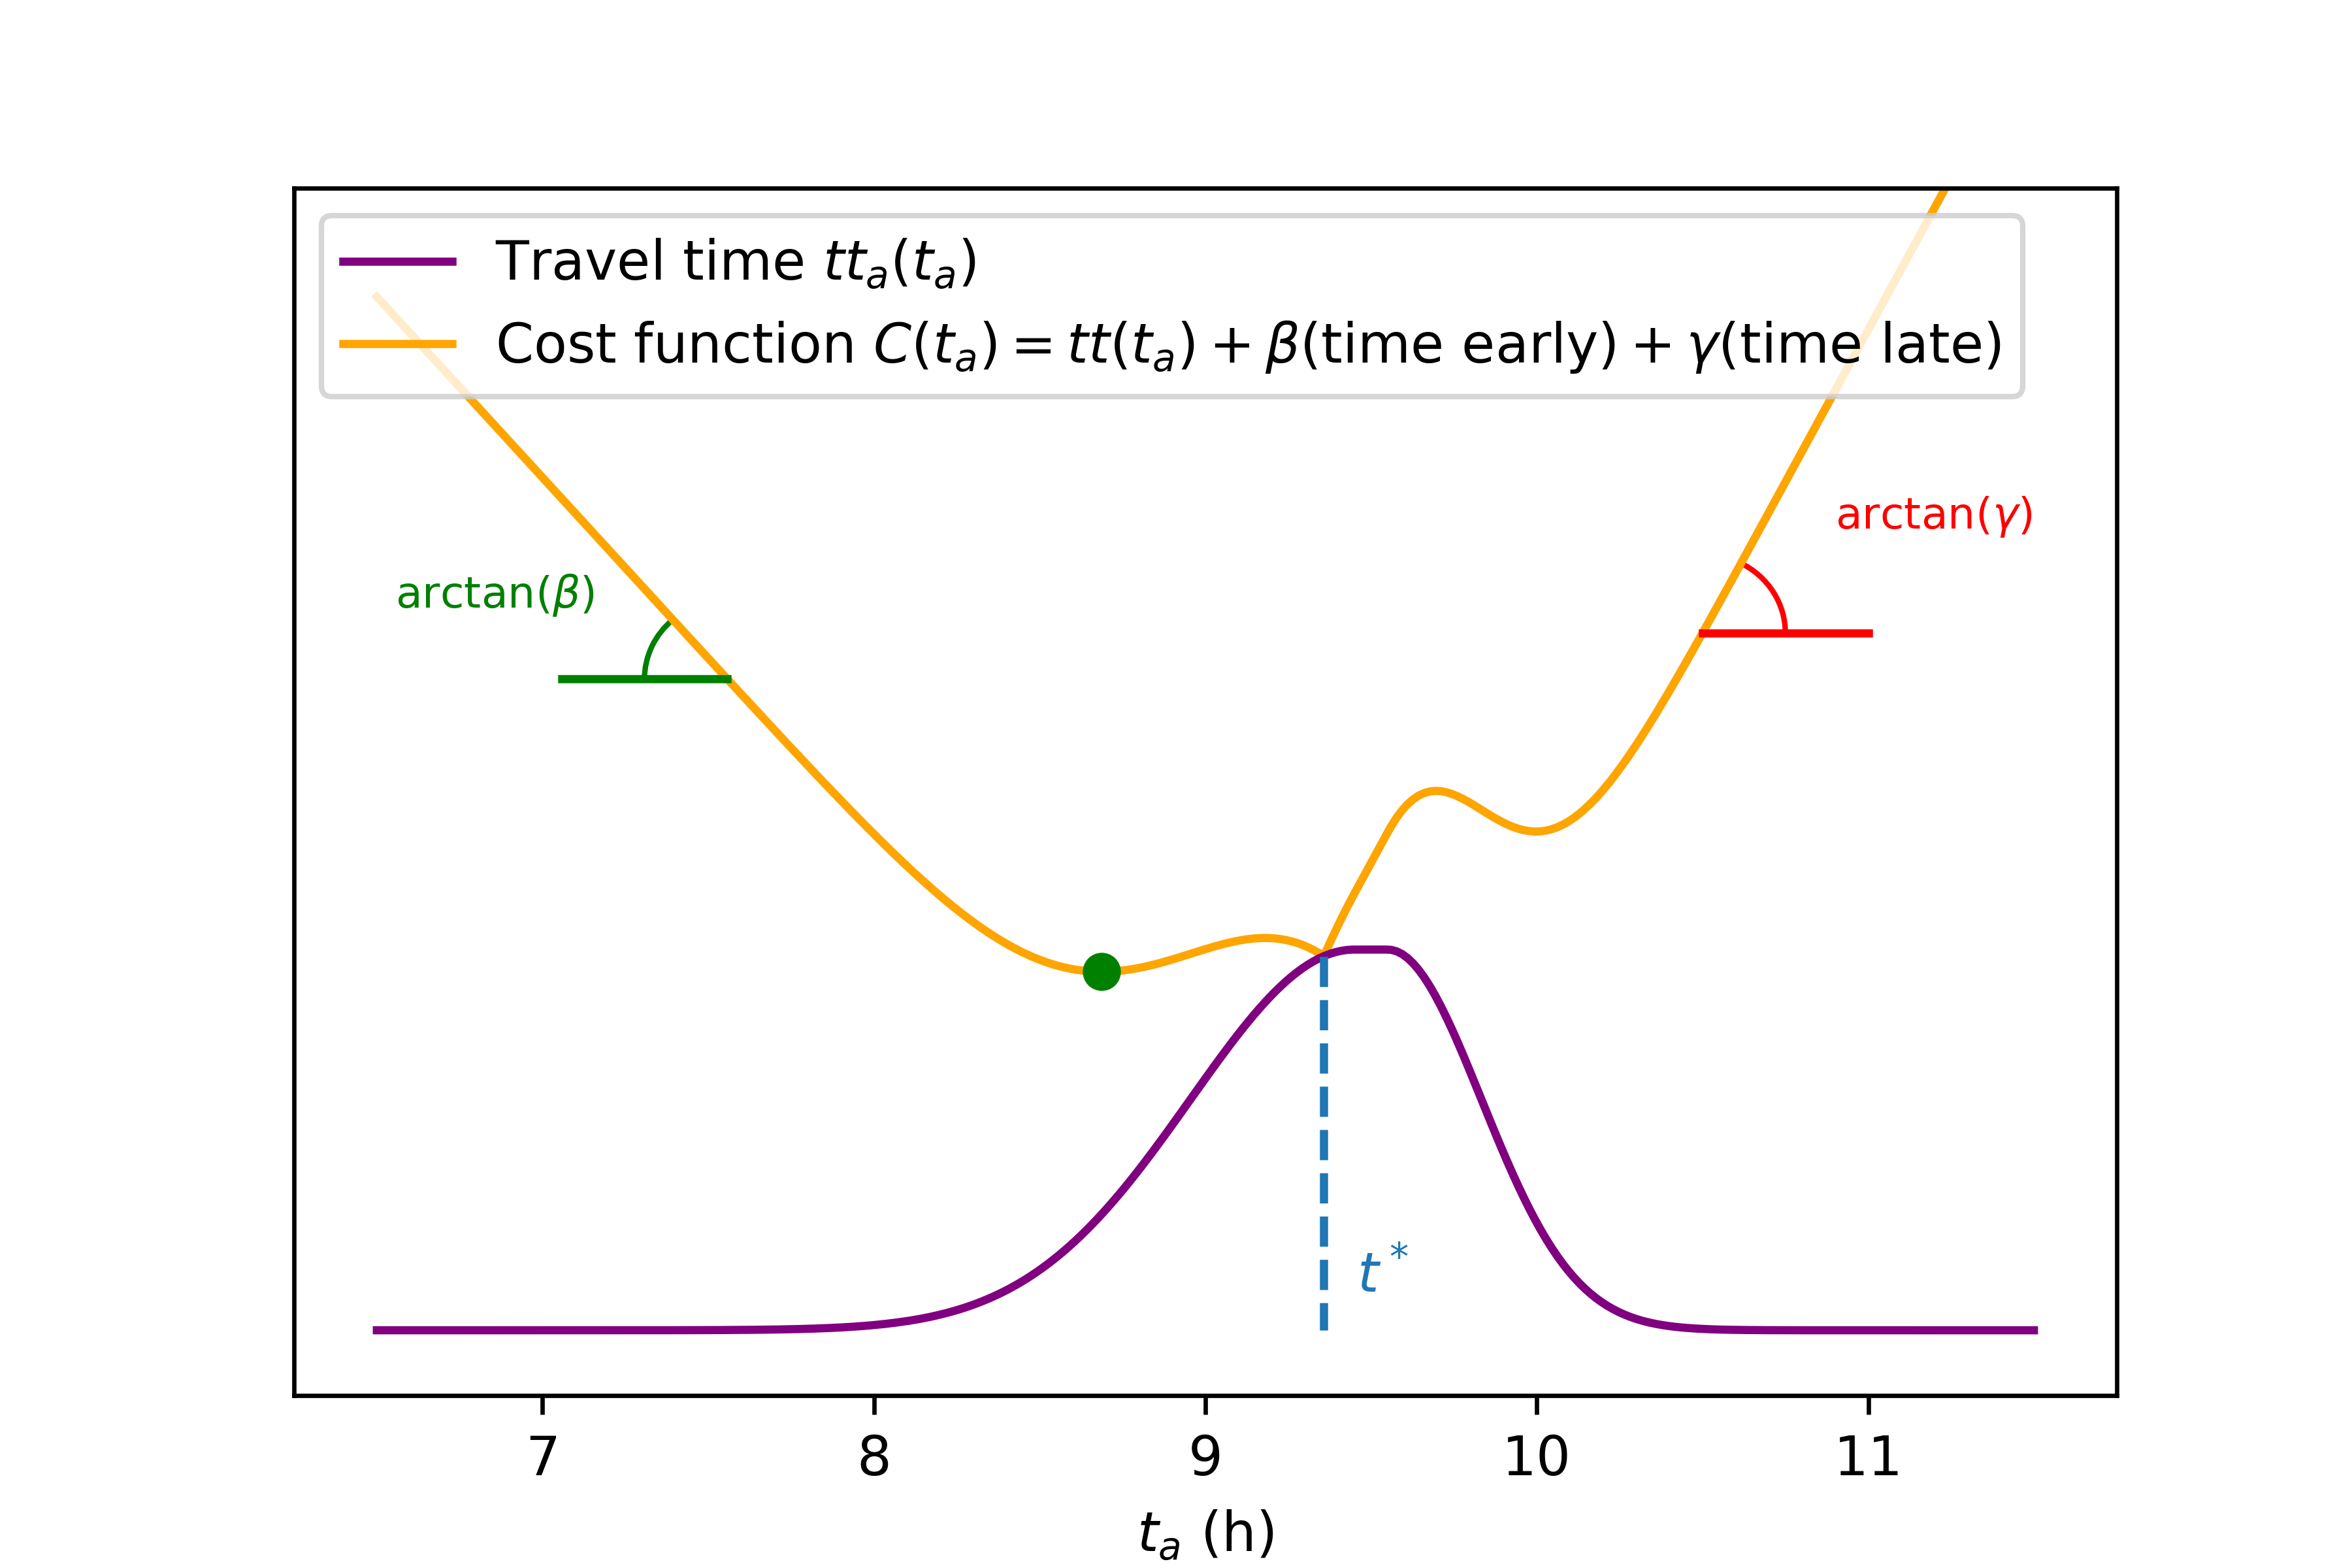 Travel time tt_a(t_a)
Cost function C(t_a) = tt(t_a) + β(time early) + γ(time late)
arctan(γ)
arctan(β)
t*
7 8 9 10 11
t_a (h)